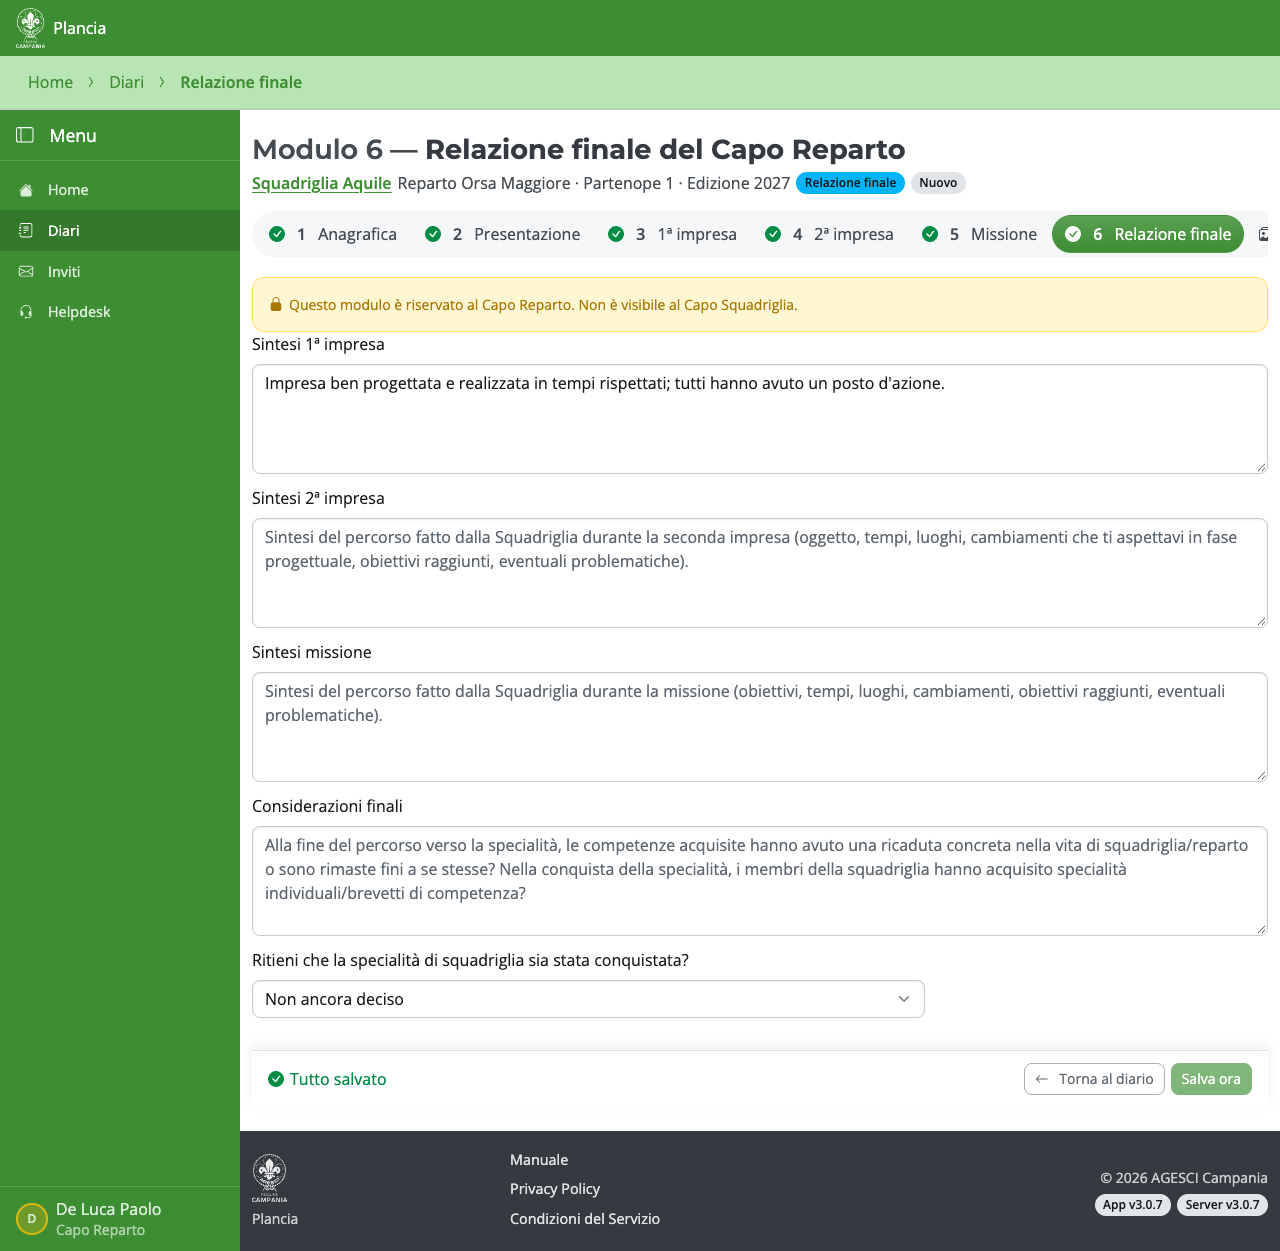 CAMPANIA
Plancia
Home
Diari
Relazione finale
Menu
Home
Diari
Inviti
Helpdesk
Modulo 6 — Relazione finale del Capo Reparto
Squadriglia Aquile Reparto Orsa Maggiore · Partenope 1 · Edizione 2027 Relazione finale Nuovo
1 Anagrafica 2 Presentazione 3 1ª impresa 4 2ª impresa 5 Missione 6 Relazione finale
Questo modulo è riservato al Capo Reparto. Non è visibile al Capo Squadriglia.
Sintesi 1ª impresa
Impresa ben progettata e realizzata in tempi rispettati; tutti hanno avuto un posto d'azione.
Sintesi 2ª impresa
Sintesi del percorso fatto dalla Squadriglia durante la seconda impresa (oggetto, tempi, luoghi, cambiamenti che ti aspettavi in fase
progettuale, obiettivi raggiunti, eventuali problematiche).
Sintesi missione
Sintesi del percorso fatto dalla Squadriglia durante la missione (obiettivi, tempi, luoghi, cambiamenti, obiettivi raggiunti, eventuali
problematiche).
Considerazioni finali
Alla fine del percorso verso la specialità, le competenze acquisite hanno avuto una ricaduta concreta nella vita di squadriglia/reparto
o sono rimaste fini a se stesse? Nella conquista della specialità, i membri della squadriglia hanno acquisito specialità
individuali/brevetti di competenza?
Ritieni che la specialità di squadriglia sia stata conquistata?
Non ancora deciso
Tutto salvato
Torna al diario
Salva ora
D
De Luca Paolo
Capo Reparto
CAMPANIA
Plancia
Manuale
Privacy Policy
Condizioni del Servizio
© 2026 AGESCI Campania
App v3.0.7 Server v3.0.7